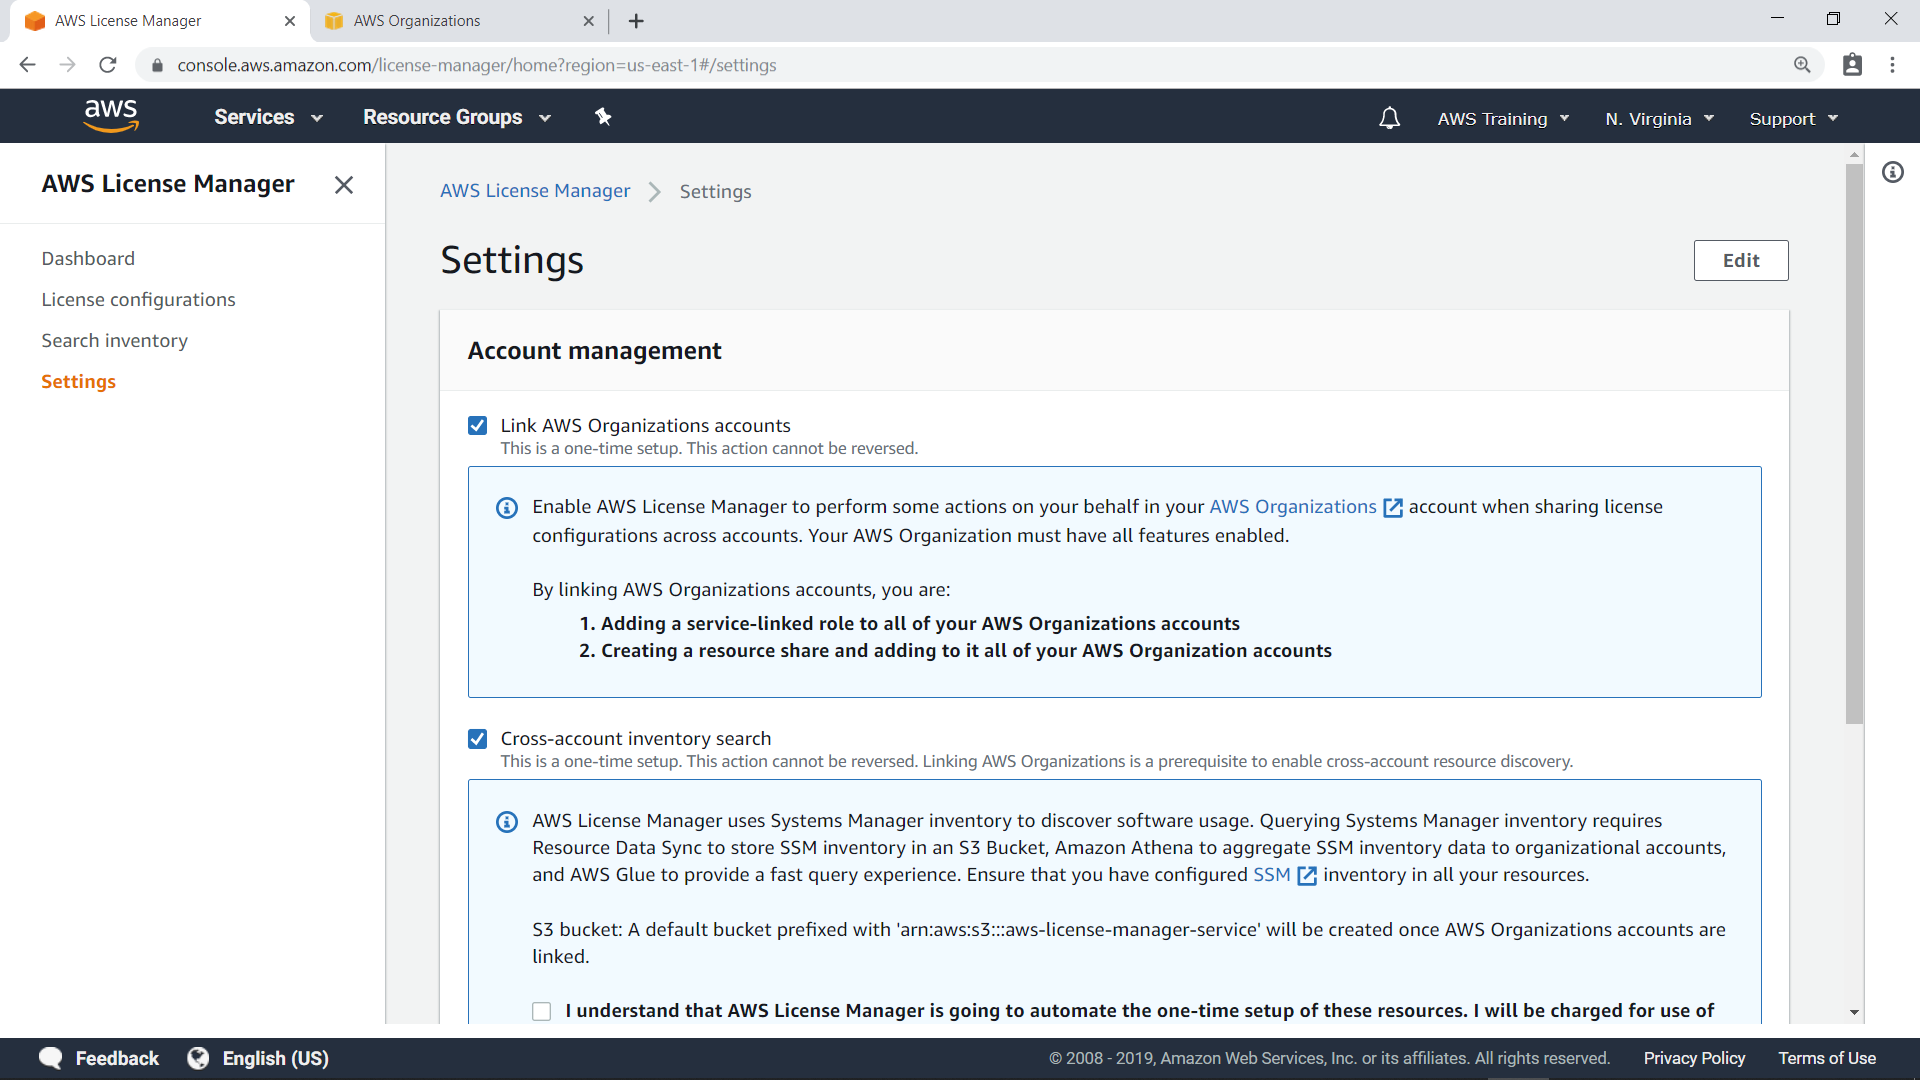 AWS License Manager
AWS Organizations
console.aws.amazon.com/license-manager/home?region=us-east-1#/settings
aws
Services
Resource Groups
AWS Training
N. Virginia
Support
AWS License Manager
Dashboard
License configurations
Search inventory
Settings
AWS License Manager
Settings
Settings
Edit
Account management
Link AWS Organizations accounts
This is a one-time setup. This action cannot be reversed.
Enable AWS License Manager to perform some actions on your behalf in your AWS Organizations account when sharing license
configurations across accounts. Your AWS Organization must have all features enabled.
By linking AWS Organizations accounts, you are:
1. Adding a service-linked role to all of your AWS Organizations accounts
2. Creating a resource share and adding to it all of your AWS Organization accounts
Cross-account inventory search
This is a one-time setup. This action cannot be reversed. Linking AWS Organizations is a prerequisite to enable cross-account resource discovery.
AWS License Manager uses Systems Manager inventory to discover software usage. Querying Systems Manager inventory requires
Resource Data Sync to store SSM inventory in an S3 Bucket, Amazon Athena to aggregate SSM inventory data to organizational accounts,
and AWS Glue to provide a fast query experience. Ensure that you have configured SSM inventory in all your resources.
S3 bucket: A default bucket prefixed with 'arn:aws:s3:::aws-license-manager-service' will be created once AWS Organizations accounts are
linked.
I understand that AWS License Manager is going to automate the one-time setup of these resources. I will be charged for use of
Feedback
English (US)
© 2008 - 2019, Amazon Web Services, Inc. or its affiliates. All rights reserved.
Privacy Policy
Terms of Use